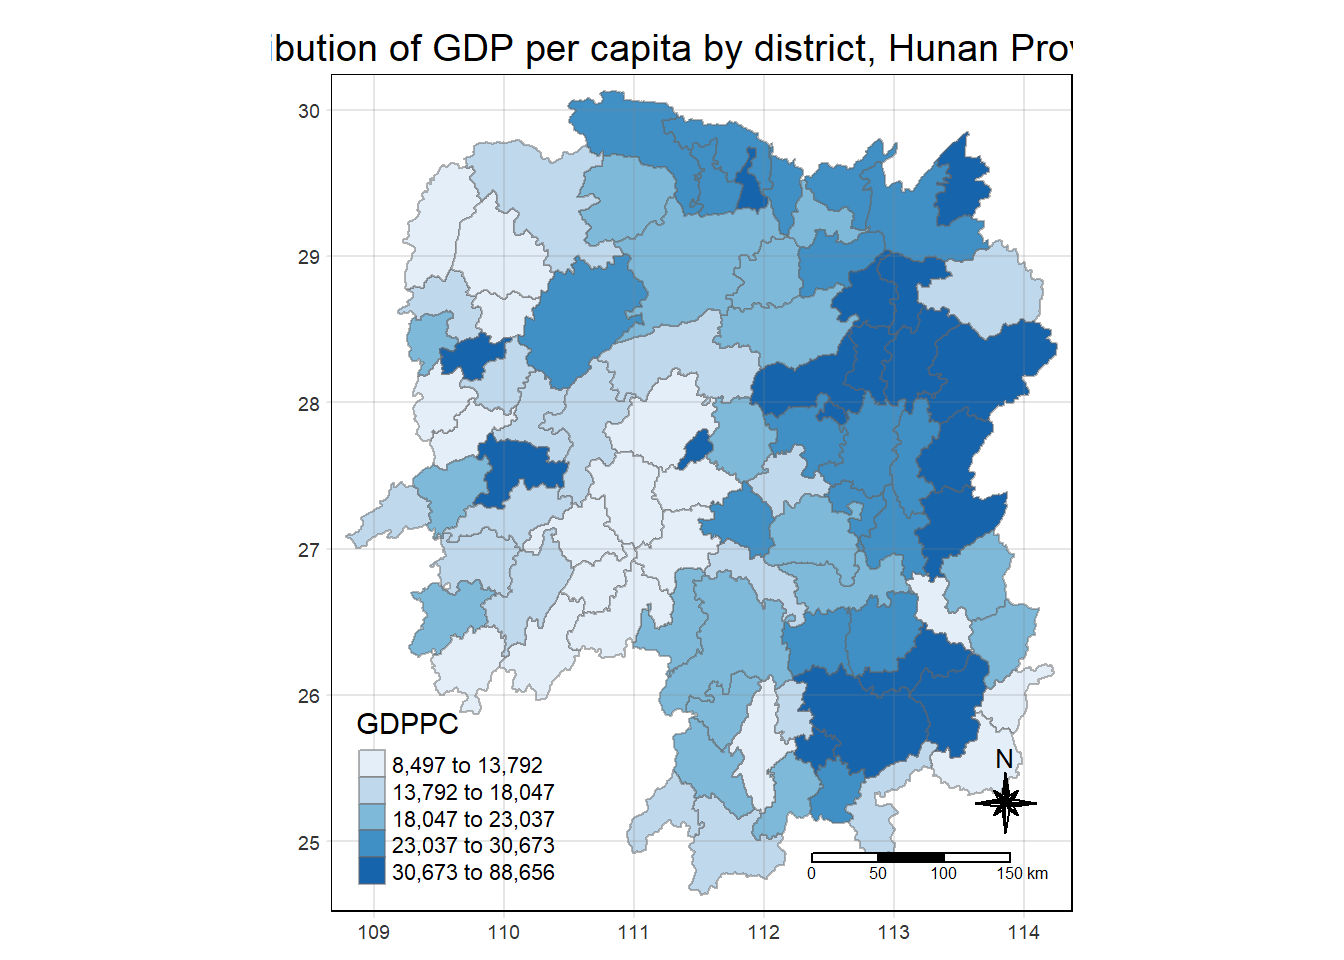 ibution of GDP per capita by district, Hunan Prov
30
29
28
27
26
25
GDPPC
8,497 to 13,792
13,792 to 18,047
18,047 to 23,037
23,037 to 30,673
30,673 to 88,656
N
0 50 100 150 km
109 110 111 112 113 114